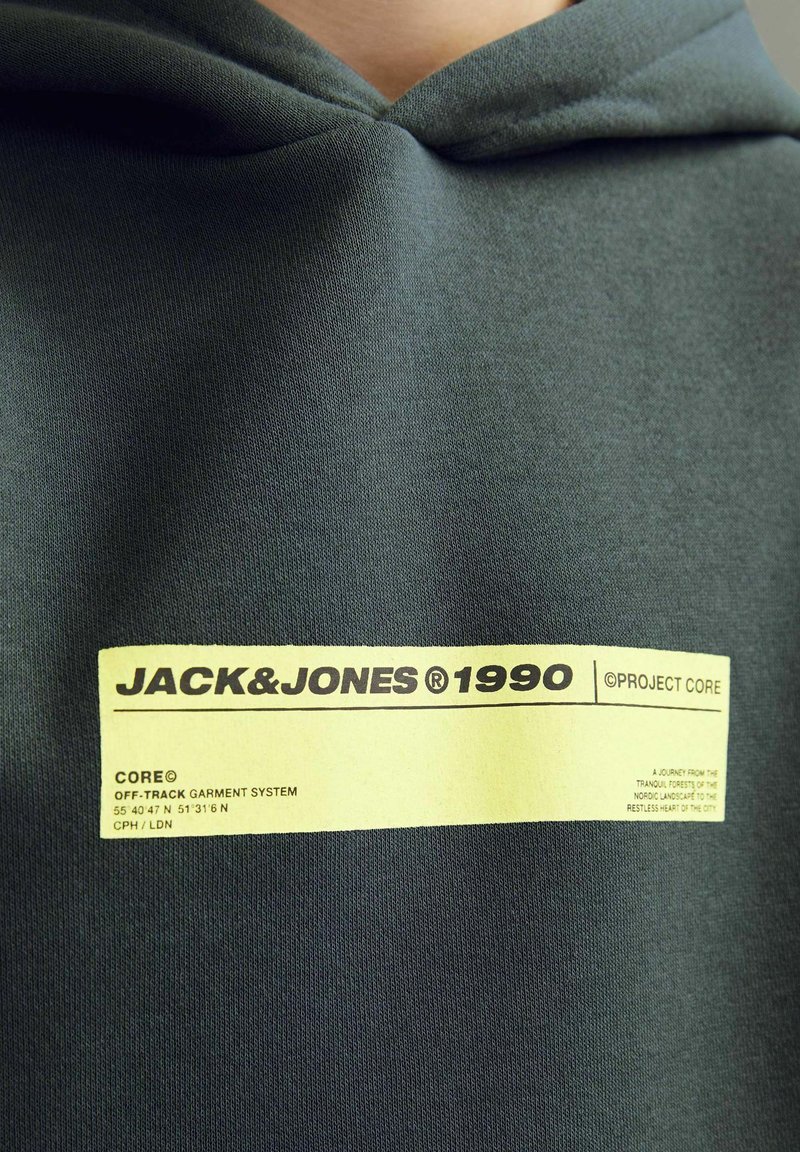 JACK&JONES®1990 ©PROJECT CORE
CORE©
OFF-TRACK GARMENT SYSTEM
55°40'47 N 51°31'6 N
CPH / LDN
A JOURNEY FROM THE
TRANQUIL FORESTS OF THE
NORDIC LANDSCAPE TO THE
RESTLESS HEART OF THE CITY.